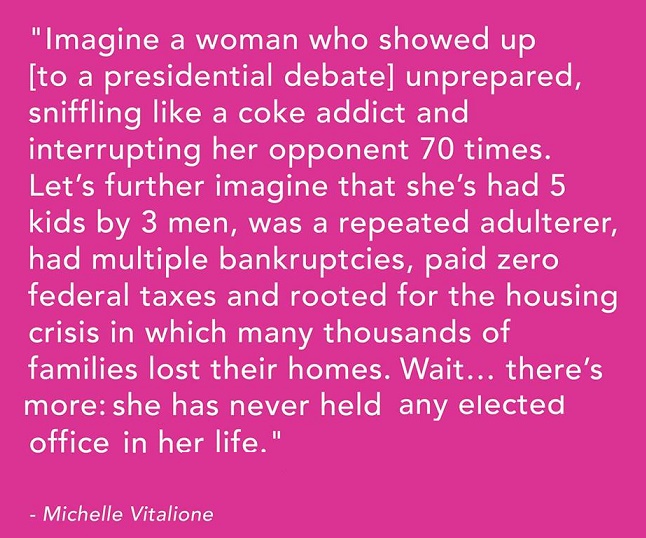 "Imagine a woman who showed up
[to a presidential debate] unprepared,
sniffling like a coke addict and
interrupting her opponent 70 times.
Let's further imagine that she's had 5
kids by 3 men, was a repeated adulterer,
had multiple bankruptcies, paid zero
federal taxes and rooted for the housing
crisis in which many thousands of
families lost their homes. Wait... there's
more: she has never held any elected
office in her life."
- Michelle Vitalione